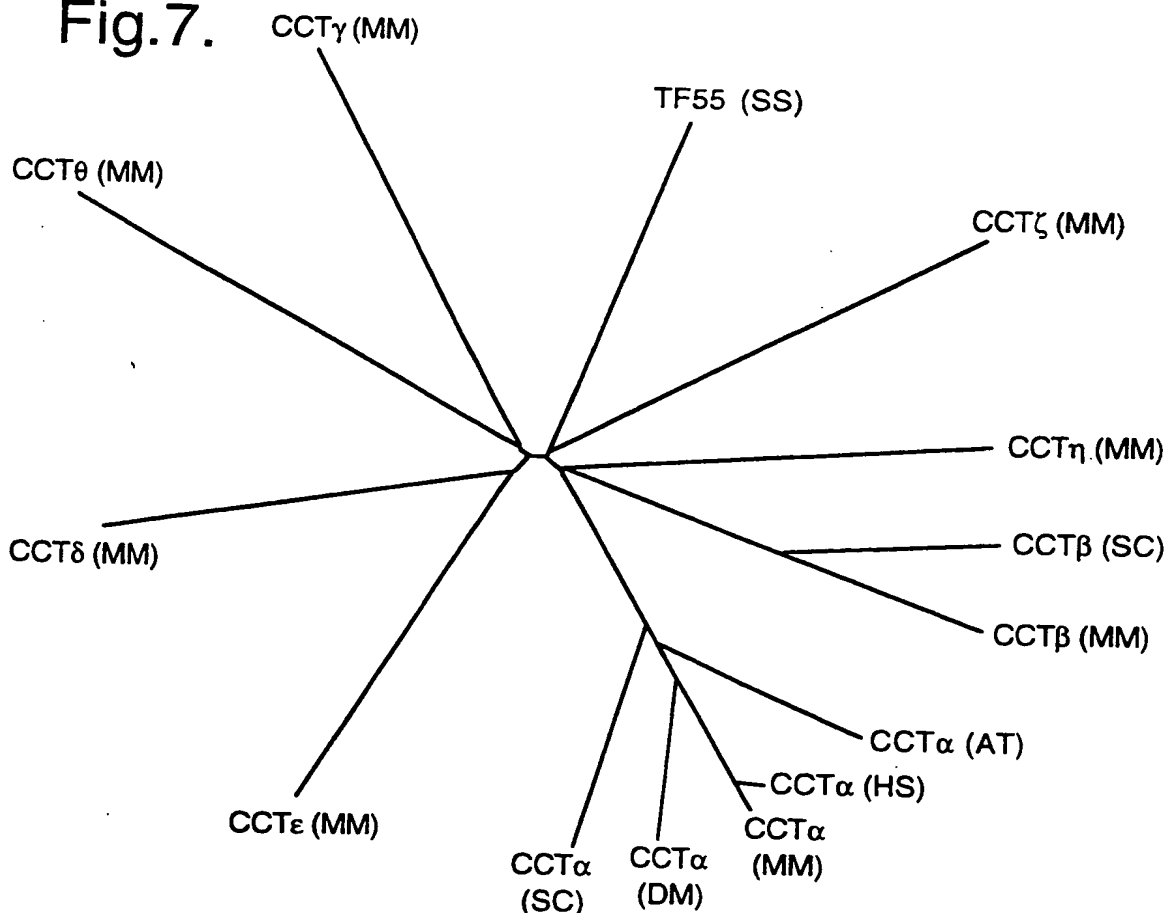 Fig.7.
CCTγ (MM)
TF55 (SS)
CCTθ (MM)
CCTζ (MM)
CCTη (MM)
CCTβ (SC)
CCTδ (MM)
CCTβ (MM)
CCTα (AT)
CCTα (HS)
CCTε (MM)
CCTα
(MM)
CCTα
(DM)
CCTα
(SC)